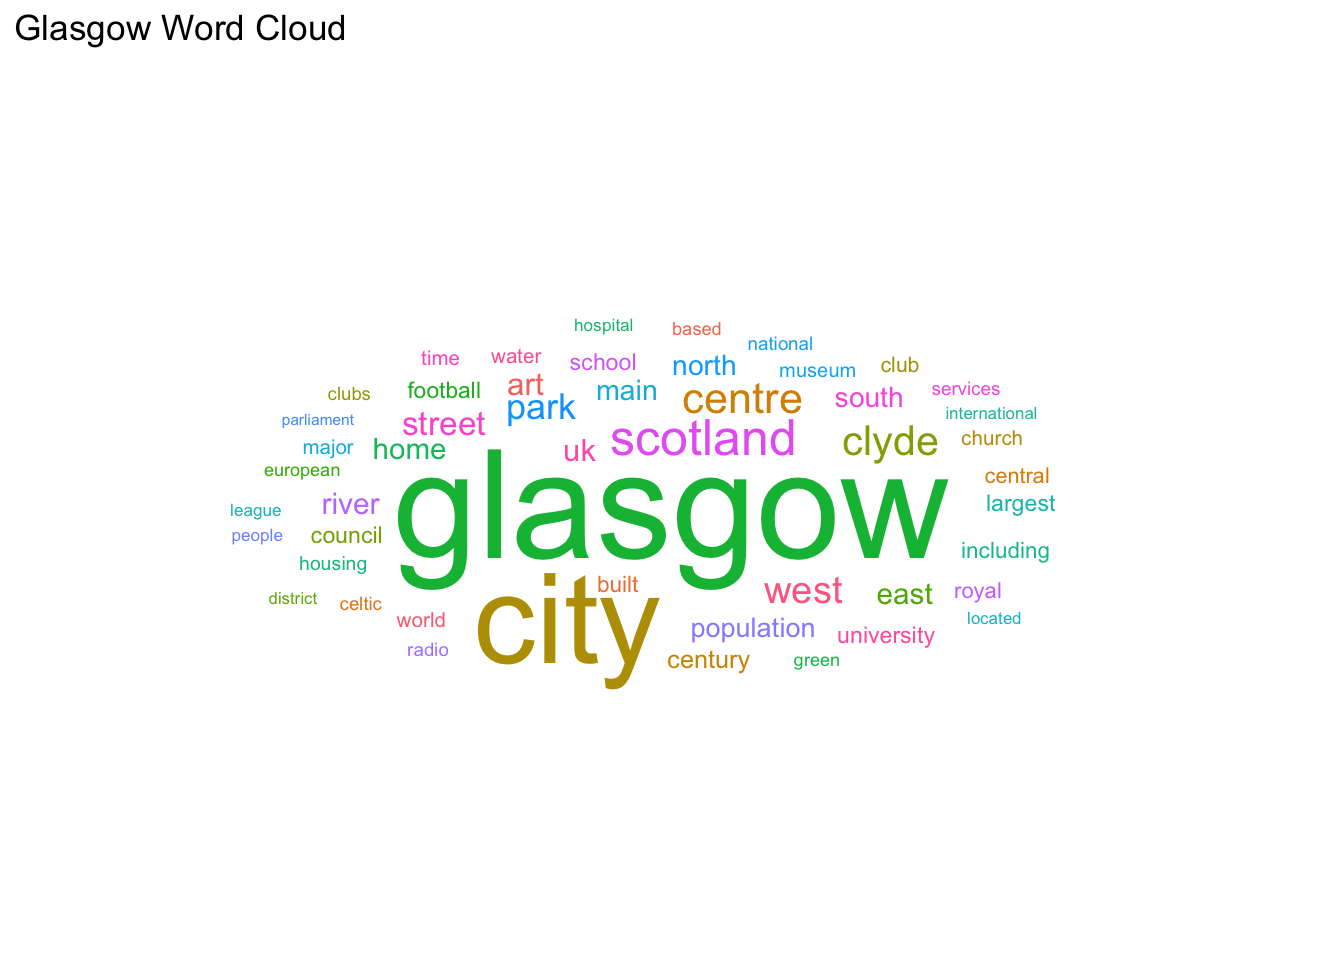 Glasgow Word Cloud
hospital
based
national
time
water
school
north
museum
club
clubs
football
art
main
centre
south
services
parliament
street
park
scotland
clyde
international
church
major
home
uk
european
central
league
river
glasgow
largest
people
council
including
housing
built
west
east
royal
district
celtic
city
located
world
population
university
radio
century
green